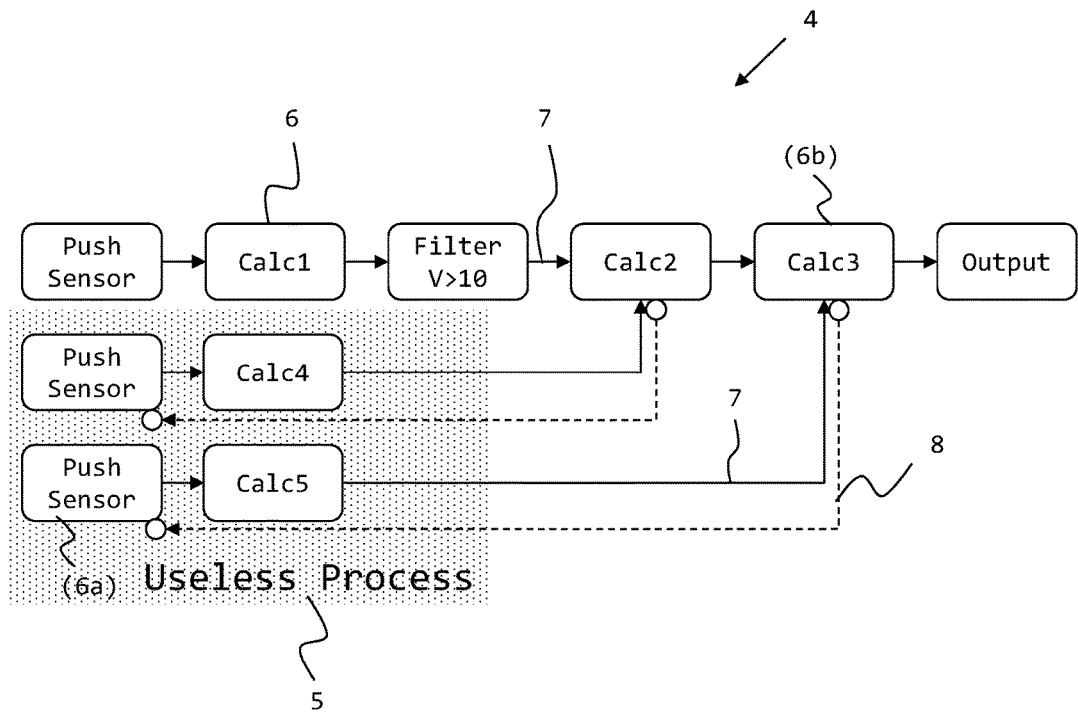 4
6
7
(6b)
Push
Sensor
Calc1
Filter
V>10
Calc2
Calc3
Output
Push
Sensor
Calc4
7
8
Push
Sensor
Calc5
(6a)
Useless Process
5